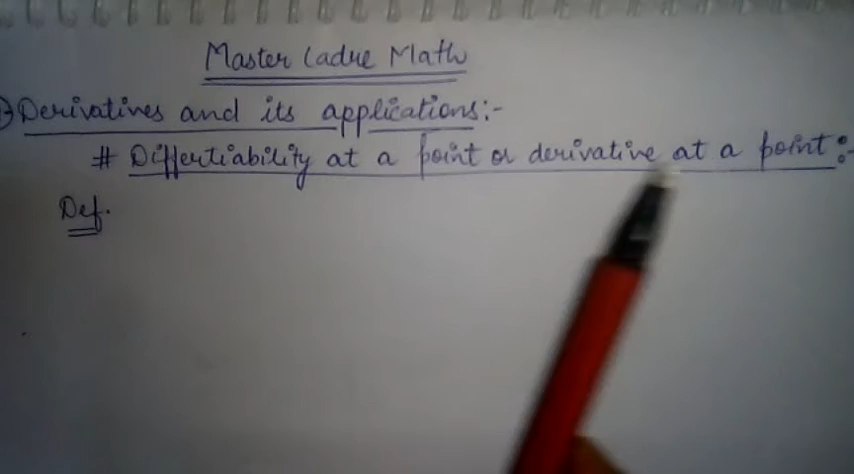 Master Cadre Math
Derivatives and its applications:-
# Differtiability at a point or derivative at a point:-
Def.